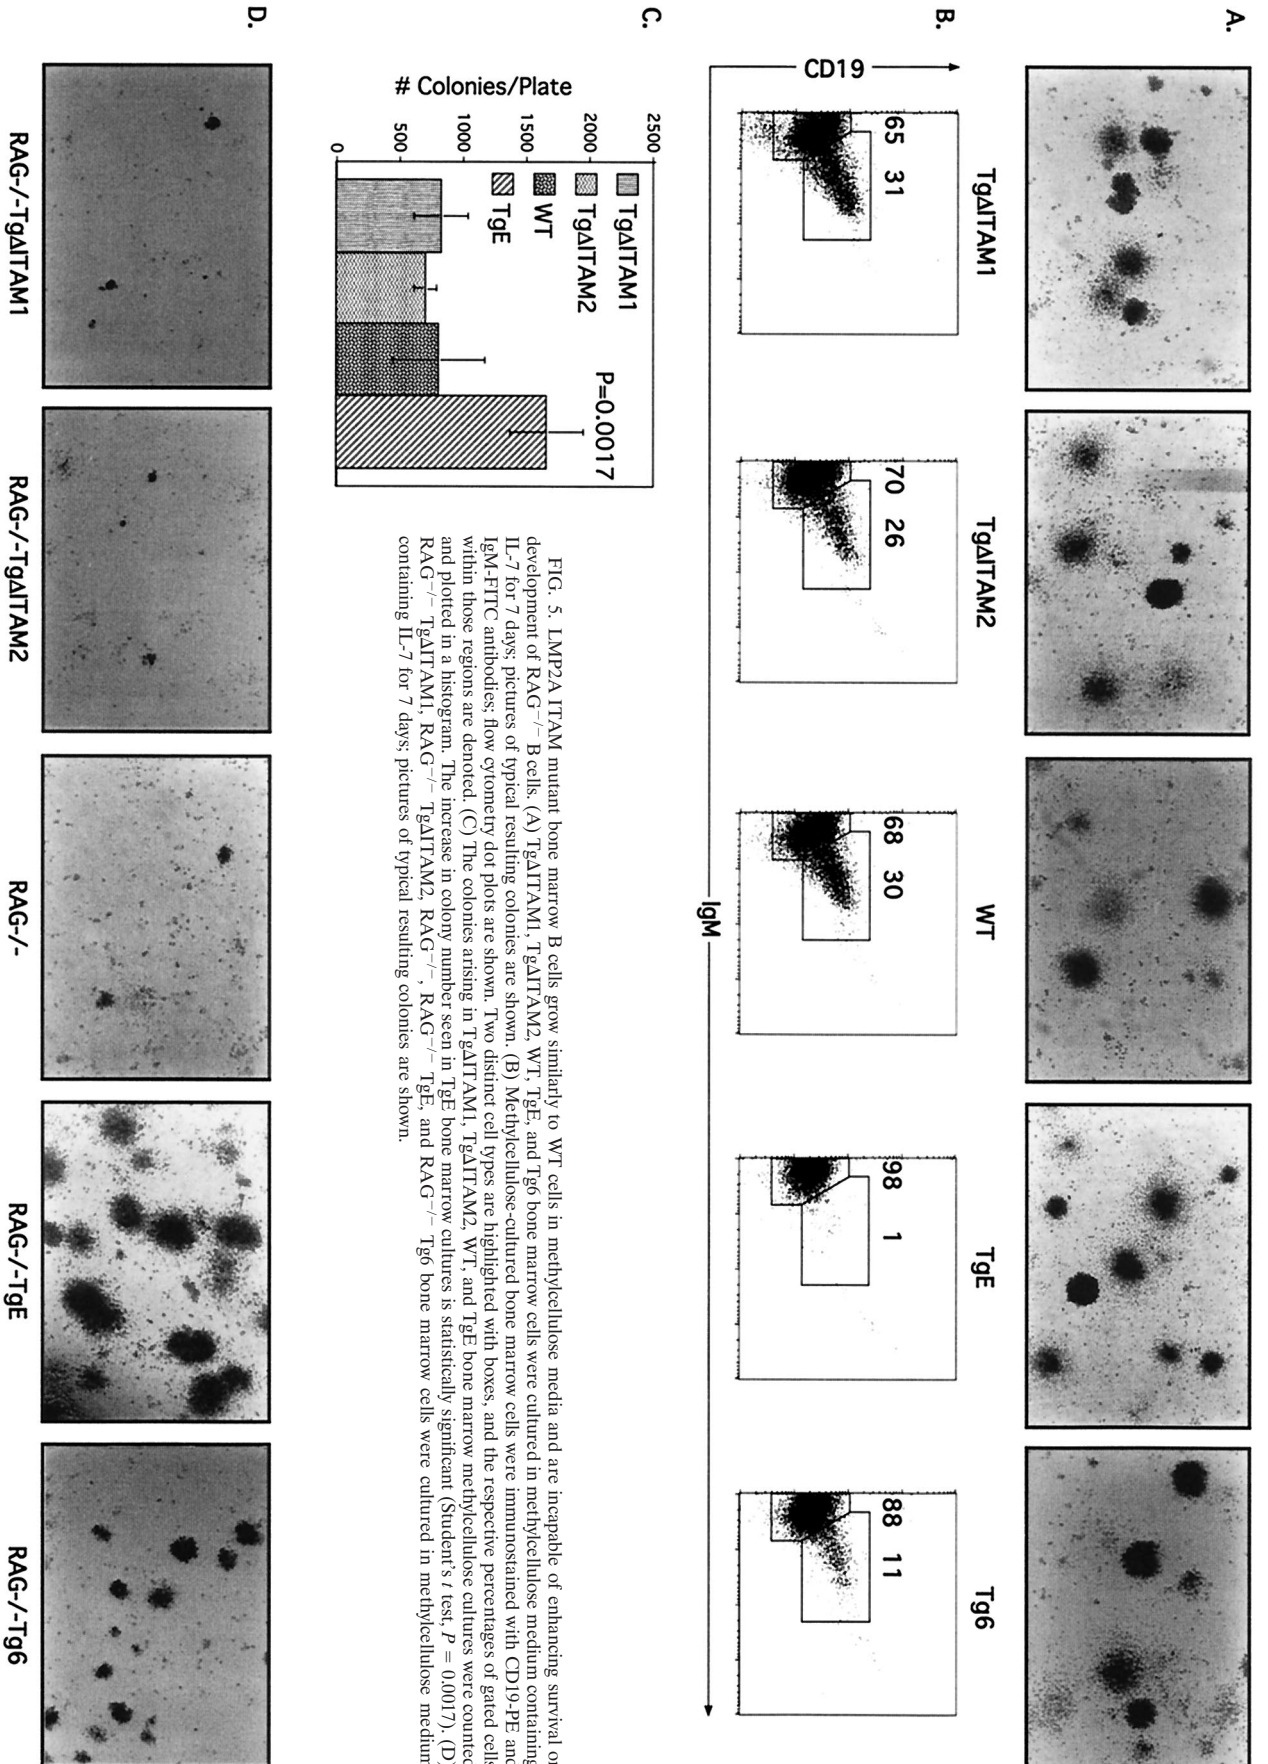 A.
TgΔITAM1
TgΔITAM2
WT
TgE
Tg6
B.
CD19
65 31
70 26
68 30
98 1
88 11
IgM
C.
# Colonies/Plate
2500
2000
1500
1000
500
0
TgΔITAM1
TgΔITAM2
WT
TgE
P=0.0017
FIG. 5. LMP2A ITAM mutant bone marrow B cells grow similarly to WT cells in methylcellulose media and are incapable of enhancing survival or
development of RAG−/− B cells. (A) TgΔITAM1, TgΔITAM2, WT, TgE, and Tg6 bone marrow cells were cultured in methylcellulose medium containing
IL-7 for 7 days; pictures of typical resulting colonies are shown. (B) Methylcellulose-cultured bone marrow cells were immunostained with CD19-PE and
IgM-FITC antibodies; flow cytometry dot plots are shown. Two distinct cell types are highlighted with boxes, and the respective percentages of gated cells
within those regions are denoted. (C) The colonies arising in TgΔITAM1, TgΔITAM2, WT, and TgE bone marrow methylcellulose cultures were counted
and plotted in a histogram. The increase in colony number seen in TgE bone marrow cultures is statistically significant (Student's t test, P = 0.0017). (D)
RAG−/− TgΔITAM1, RAG−/− TgΔITAM2, RAG−/−, RAG−/− TgE, and RAG−/− Tg6 bone marrow cells were cultured in methylcellulose medium
containing IL-7 for 7 days; pictures of typical resulting colonies are shown.
D.
RAG-/-TgΔITAM1
RAG-/-TgΔITAM2
RAG-/-
RAG-/-TgE
RAG-/-Tg6